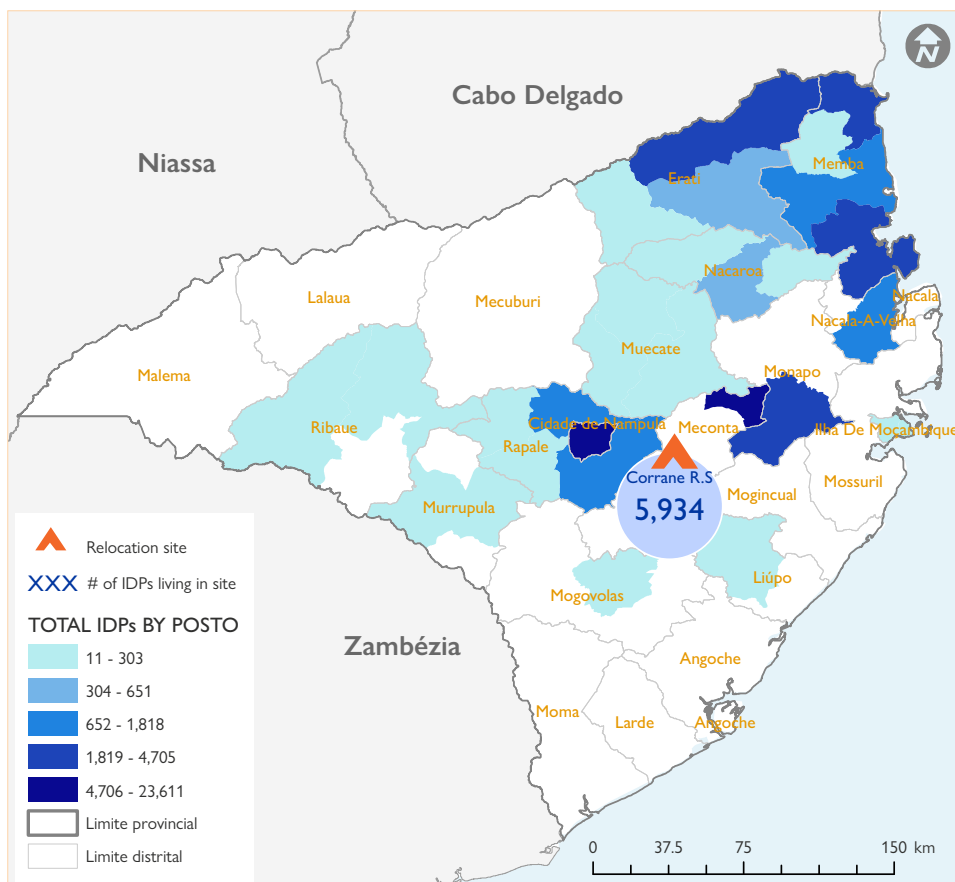 N
Cabo Delgado
Niassa
Erati
Memba
Nacaroa
Nacala
Nacala-A-Velha
Lalaua
Mecuburi
Muecate
Monapo
Malema
Ribaue
Cidade de Nampula
Rapale
Meconta
Ilha De Mocambaque
Corrane R.S
5,934
Mogincual
Mossuril
Murrupula
Liúpo
Mogovolas
Zambézia
Angoche
Moma
Larde
Angoche
Relocation site
XXX # of IDPs living in site
TOTAL IDPs BY POSTO
11 - 303
304 - 651
652 - 1,818
1,819 - 4,705
4,706 - 23,611
Limite provincial
Limite distrital
0 37.5 75 150 km